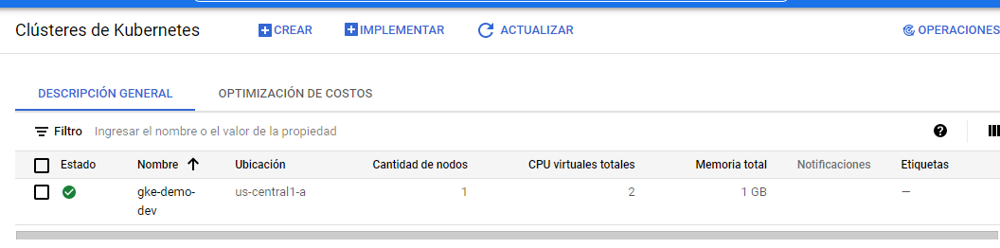 Clústeres de Kubernetes CREAR IMPLEMENTAR ACTUALIZAR OPERACIONES
DESCRIPCIÓN GENERAL OPTIMIZACIÓN DE COSTOS
Filtro Ingresar el nombre o el valor de la propiedad
Estado Nombre Ubicación Cantidad de nodos CPU virtuales totales Memoria total Notificaciones Etiquetas
gke-demo- us-central1-a 1 2 1 GB —
dev